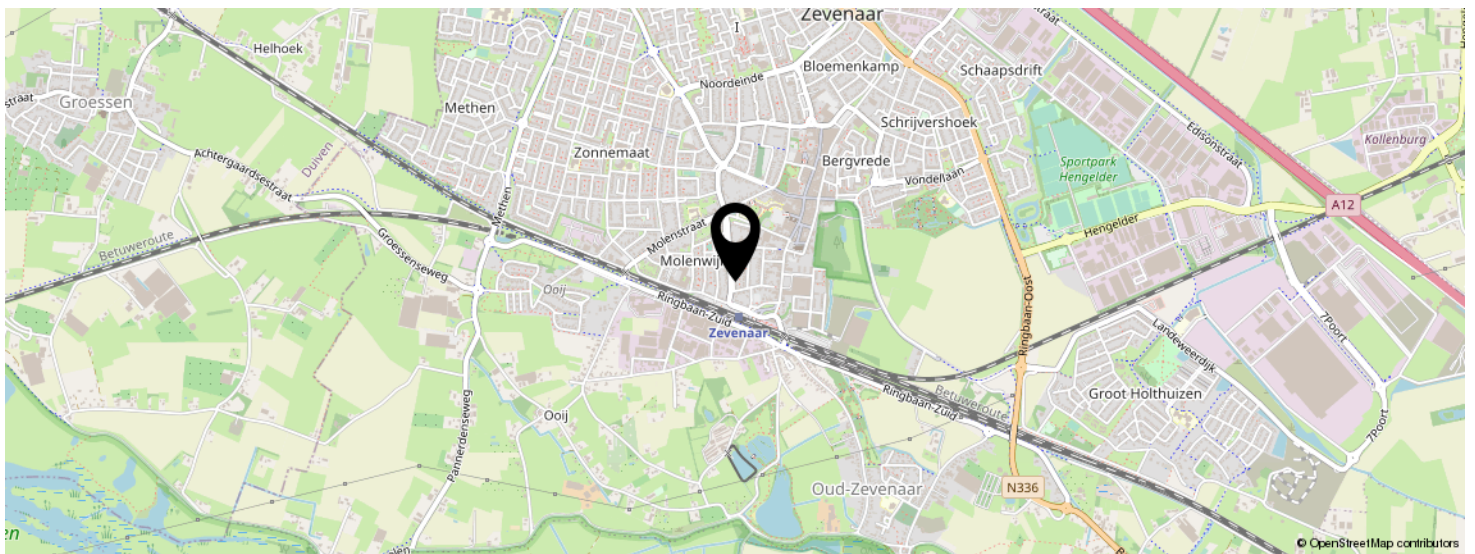 Zevenaar
Helhoek
Noordeinde
Bloemenkamp
Schaapsdrift
Groessen
Methen
Schrijvershoek
Edisonstraat
Kollenburg
Achtergaardsestraat
Duiven
Zonnemaat
Bergvrede
Vondellaan
Sportpark
Hengelder
A12
Methen
Molenstraat
Hengelder
Betuweroute
Groessenseweg
Molenwijk
Ooij
Ringbaan-Zuid
Zevenaar
Ringbaan-Oost
Landeweerdijk
7Poort
Pannerdenseweg
Ooij
Betuweroute
Ringbaan-Zuid
Groot Holthuizen
7Poort
Oud-Zevenaar
N336
© OpenStreetMap contributors